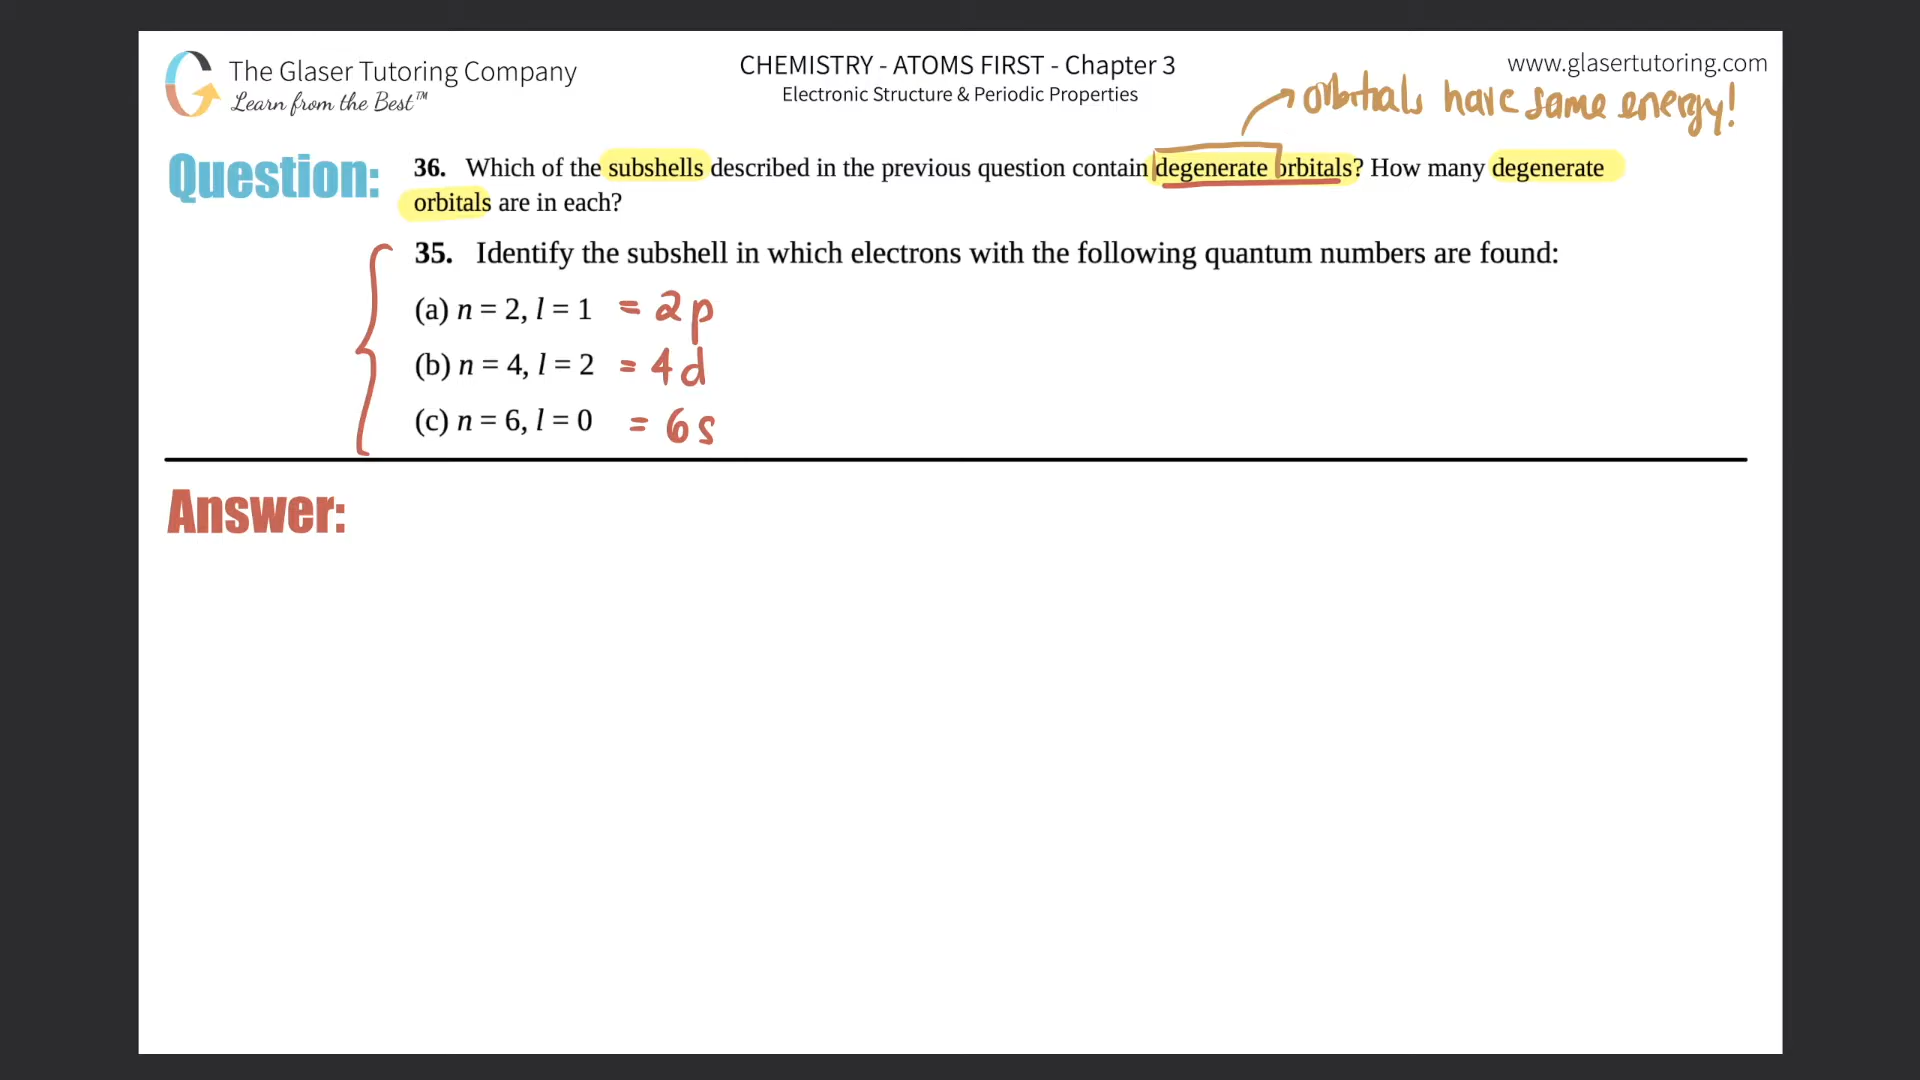 The Glaser Tutoring Company
Learn from the Best™
CHEMISTRY - ATOMS FIRST - Chapter 3
Electronic Structure & Periodic Properties
www.glasertutoring.com
orbitals have same energy!
Question:
36. Which of the subshells described in the previous question contain degenerate orbitals? How many degenerate
orbitals are in each?
35. Identify the subshell in which electrons with the following quantum numbers are found:
(a) n = 2, l = 1 = 2p
(b) n = 4, l = 2 = 4d
(c) n = 6, l = 0 = 6s
Answer: